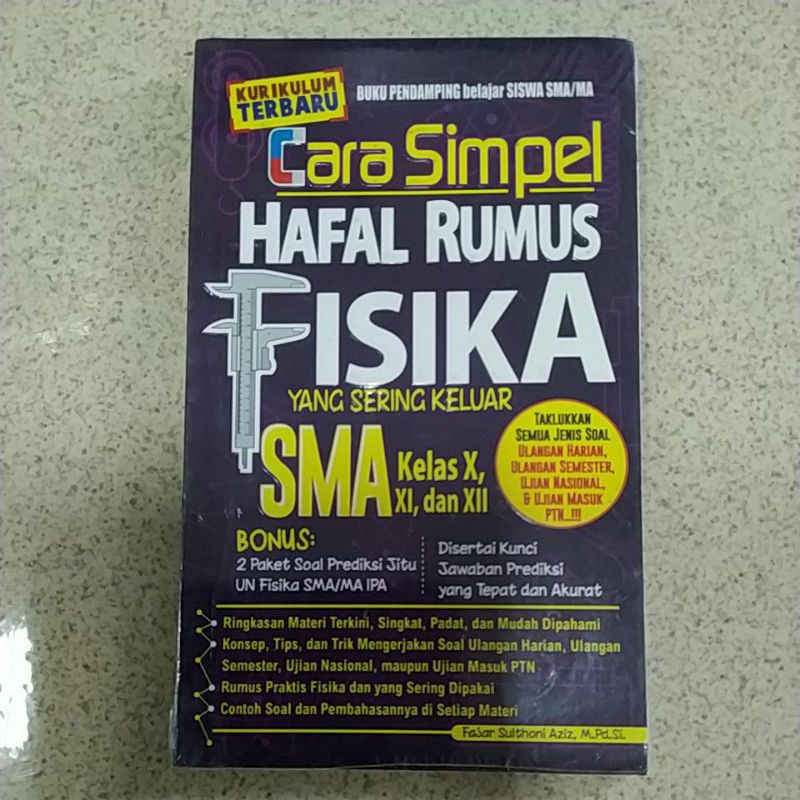 KURIKULUM
TERBARU
BUKU PENDAMPING belajar SISWA SMA/MA
Cara Simpel
HAFAL RUMUS
FISIKA
YANG SERING KELUAR
SMA Kelas X,
XI, dan XII
TAKLUKKAN
SEMUA JENIS SOAL
ULANGAN HARIAN,
ULANGAN SEMESTER,
UJIAN NASIONAL,
& UJIAN MASUK
PTN...!!!
BONUS:
2 Paket Soal Prediksi Jitu
UN Fisika SMA/MA IPA
Disertai Kunci
Jawaban Prediksi
yang Tepat dan Akurat
Ringkasan Materi Terkini, Singkat, Padat, dan Mudah Dipahami
Konsep, Tips, dan Trik Mengerjakan Soal Ulangan Harian, Ulangan
Semester, Ujian Nasional, maupun Ujian Masuk PTN
Rumus Praktis Fisika dan yang Sering Dipakai
Contoh Soal dan Pembahasannya di Setiap Materi
Fajar Sulthoni Aziz, M.Pd.Si.